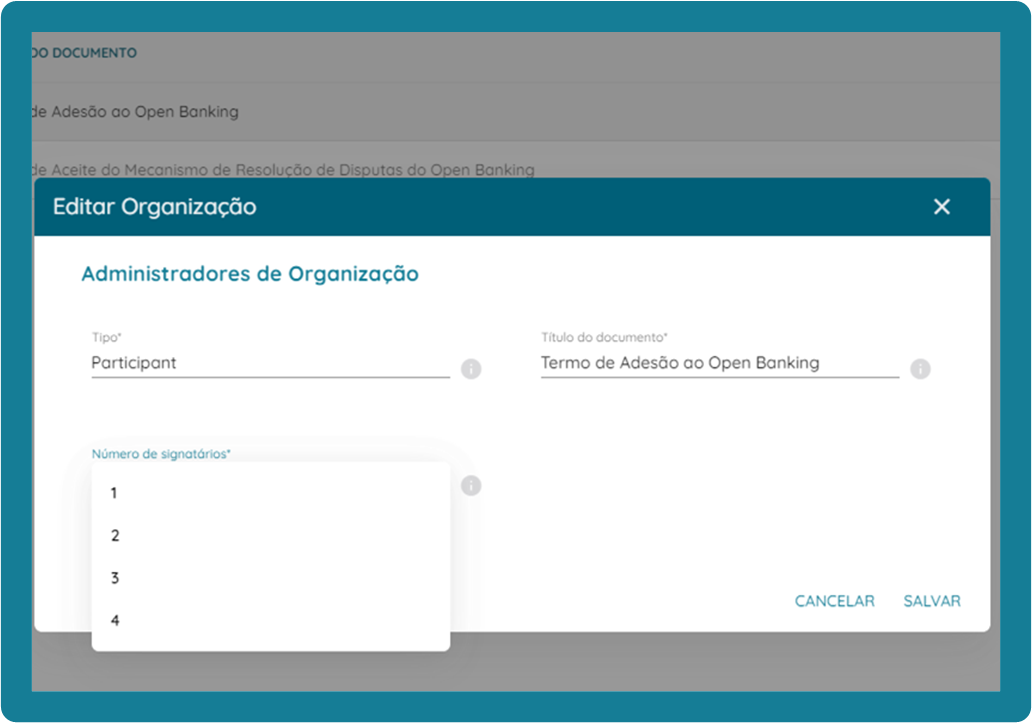 DO DOCUMENTO
de Adesão ao Open Banking
de Aceite do Mecanismo de Resolução de Disputas do Open Banking
Editar Organização
Administradores de Organização
Tipo*
Participant
Título do documento*
Termo de Adesão ao Open Banking
Número de signatários*
1
2
3
4
CANCELAR
SALVAR